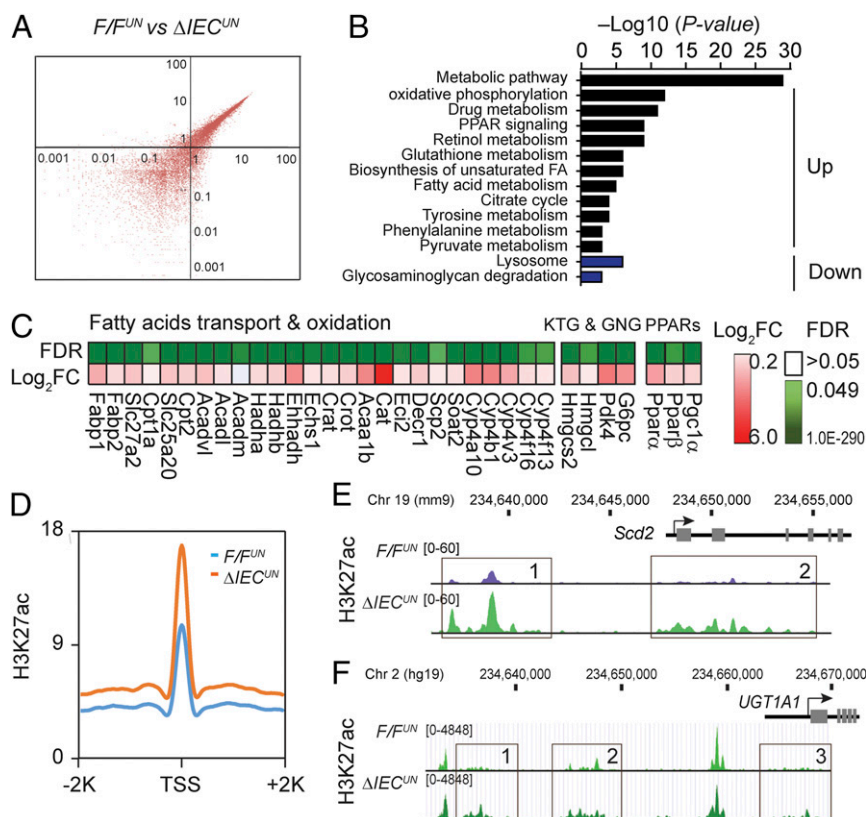 A
F/F^UN vs ΔIEC^UN
100
10
1
0.001 0.01 0.1 1 10 100
0.1
0.01
0.001
B
–Log10 (P-value)
0 5 10 15 20 25 30
Metabolic pathway
oxidative phosphorylation
Drug metabolism
PPAR signaling
Retinol metabolism
Glutathione metabolism
Biosynthesis of unsaturated FA
Fatty acid metabolism
Citrate cycle
Tyrosine metabolism
Phenylalanine metabolism
Pyruvate metabolism
Lysosome
Glycosaminoglycan degradation
Up
Down
C
Fatty acids transport & oxidation
KTG & GNG PPARs
FDR
Log₂FC
Fabp1
Fabp2
Slc27a2
Cpt1a
Slc25a20
Cpt2
Acadvl
Acadl
Acadm
Hadha
Hadhb
Ehhadh
Echs1
Crat
Crot
Acaa1b
Cat
Eci2
Decr1
Scp2
Soat2
Cyp4a10
Cyp4b1
Cyp4v3
Cyp4f16
Cyp4f13
Hmgcs2
Hmgcl
Pdk4
G6pc
Pparα
Pparβ
Pgc1α
Log₂FC
0.2
6.0
FDR
>0.05
0.049
1.0E-290
D
H3K27ac
18
9
0
-2K TSS +2K
F/F^UN
ΔIEC^UN
E
Chr 19 (mm9) 234,640,000 234,645,000 234,650,000 234,655,000
Scd2
H3K27ac
F/F^UN [0-60]
1
2
ΔIEC^UN [0-60]
F
Chr 2 (hg19) 234,640,000 234,650,000 234,660,000 234,670,000
UGT1A1
H3K27ac
F/F^UN [0-4848]
1
2
3
ΔIEC^UN [0-4848]